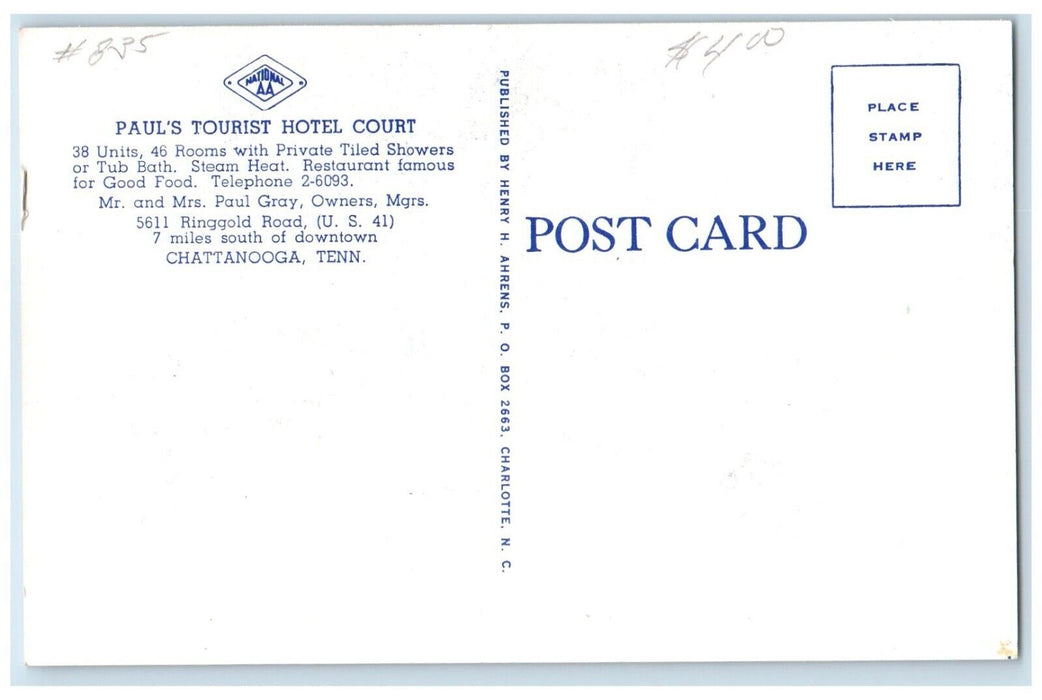 #835
$4 00
NATIONAL
AA
PAUL'S TOURIST HOTEL COURT
38 Units, 46 Rooms with Private Tiled Showers
or Tub Bath. Steam Heat. Restaurant famous
for Good Food. Telephone 2-6093.
Mr. and Mrs. Paul Gray, Owners, Mgrs.
5611 Ringgold Road, (U. S. 41)
7 miles south of downtown
CHATTANOOGA, TENN.
PUBLISHED BY HENRY H. AHRENS, P. O. BOX 2663, CHARLOTTE, N. C.
POST CARD
PLACE
STAMP
HERE